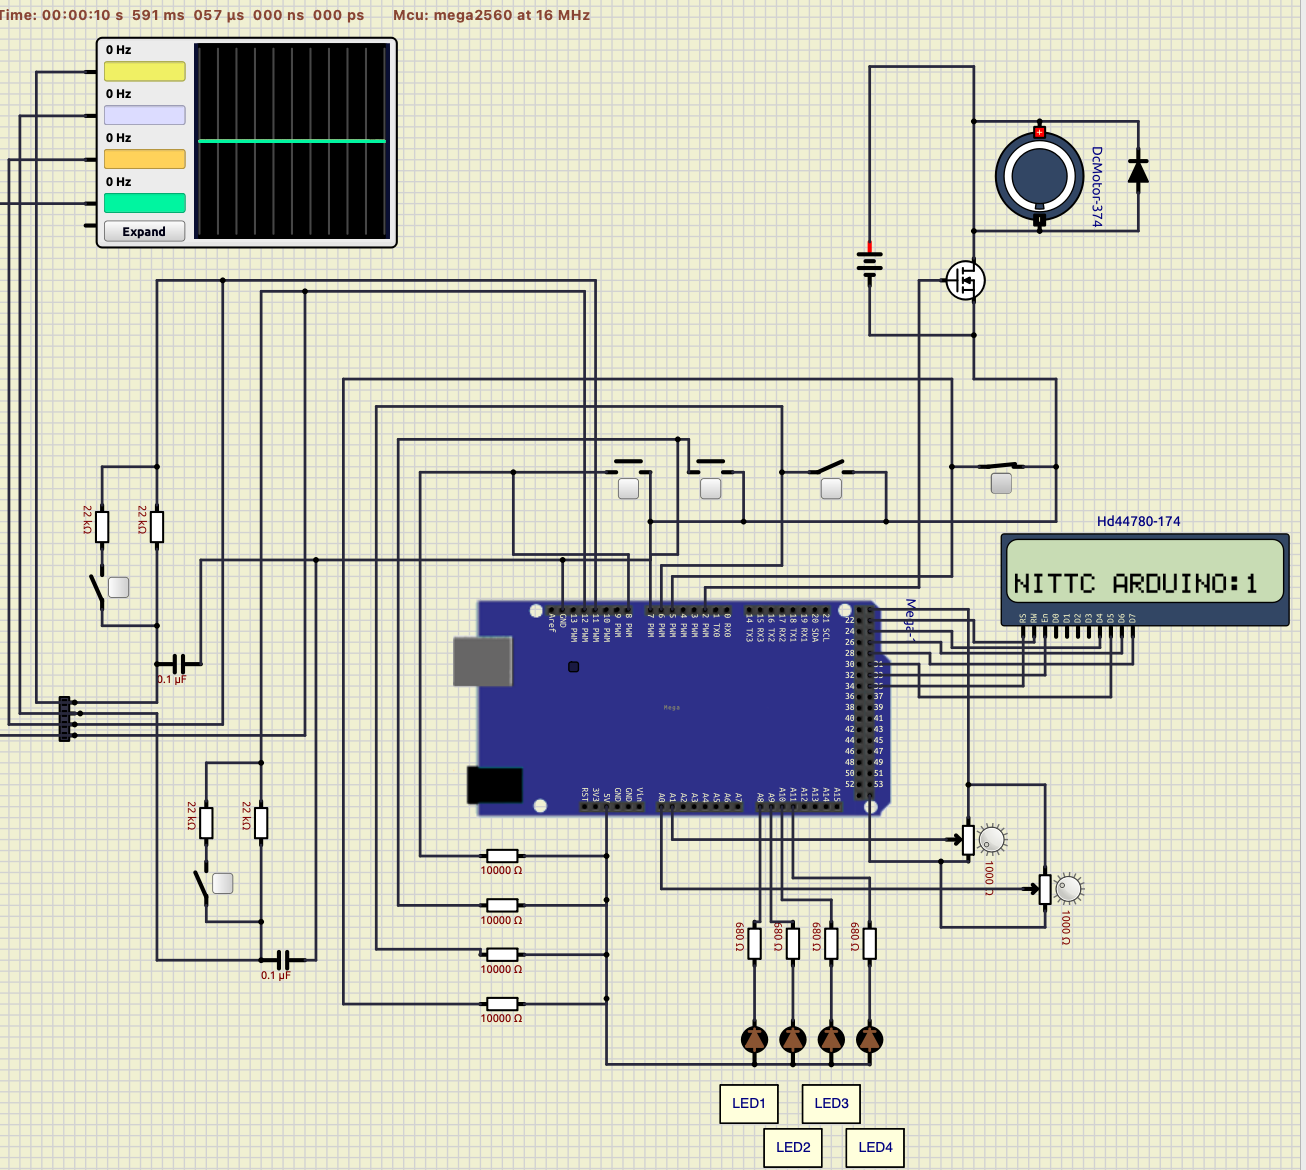 Time: 00:00:10 s 591 ms 057 µs 000 ns 000 ps Mcu: mega2560 at 16 MHz
0 Hz
0 Hz
0 Hz
0 Hz
Expand
DcMotor-374
22 kΩ
22 kΩ
0.1 µF
Hd44780-174
NITTC ARDUINO:1
RS
RW
En
D0
D1
D2
D3
D4
D5
D6
D7
Mega-
Aref
GND
13 PWM
12 PWM
11 PWM
10 PWM
9 PWM
8 PWM
7 PWM
6 PWM
5 PWM
4 PWM
3 PWM
2 PWM
1 TX0
0 RX0
14 TX3
15 RX3
16 TX2
17 RX2
18 TX1
19 RX1
20 SDA
21 SCL
22
24
26
28
30 31
32 33
34 35
36 37
38 39
40 41
42 43
44 45
46 47
48 49
50 51
52 53
Mega
RST
3V3
5V
GND
GND
Vin
A0
A1
A2
A3
A4
A5
A6
A7
A8
A9
A10
A11
A12
A13
A14
A15
22 kΩ
22 kΩ
0.1 µF
10000 Ω
10000 Ω
10000 Ω
10000 Ω
1000 Ω
1000 Ω
680 Ω
680 Ω
680 Ω
680 Ω
LED1
LED3
LED2
LED4